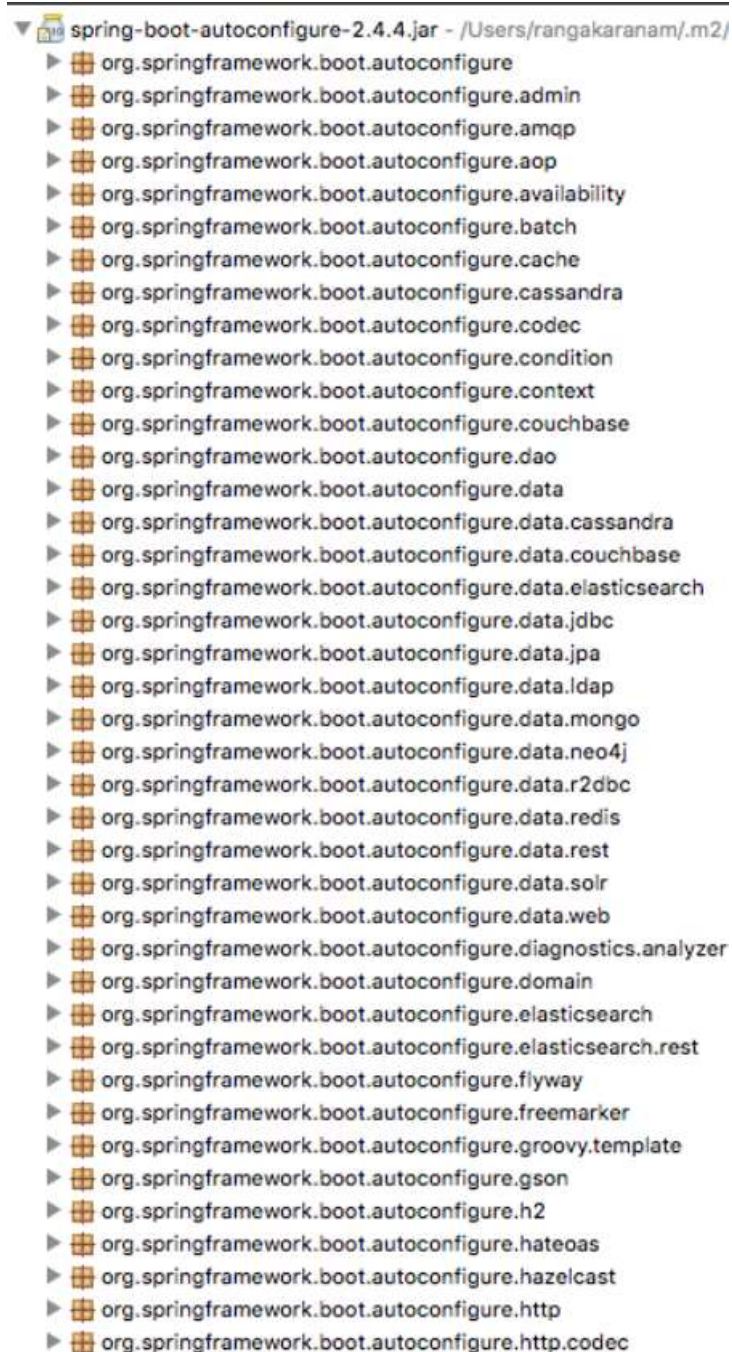 spring-boot-autoconfigure-2.4.4.jar - /Users/rangakaranam/.m2/
org.springframework.boot.autoconfigure
org.springframework.boot.autoconfigure.admin
org.springframework.boot.autoconfigure.amqp
org.springframework.boot.autoconfigure.aop
org.springframework.boot.autoconfigure.availability
org.springframework.boot.autoconfigure.batch
org.springframework.boot.autoconfigure.cache
org.springframework.boot.autoconfigure.cassandra
org.springframework.boot.autoconfigure.codec
org.springframework.boot.autoconfigure.condition
org.springframework.boot.autoconfigure.context
org.springframework.boot.autoconfigure.couchbase
org.springframework.boot.autoconfigure.dao
org.springframework.boot.autoconfigure.data
org.springframework.boot.autoconfigure.data.cassandra
org.springframework.boot.autoconfigure.data.couchbase
org.springframework.boot.autoconfigure.data.elasticsearch
org.springframework.boot.autoconfigure.data.jdbc
org.springframework.boot.autoconfigure.data.jpa
org.springframework.boot.autoconfigure.data.ldap
org.springframework.boot.autoconfigure.data.mongo
org.springframework.boot.autoconfigure.data.neo4j
org.springframework.boot.autoconfigure.data.r2dbc
org.springframework.boot.autoconfigure.data.redis
org.springframework.boot.autoconfigure.data.rest
org.springframework.boot.autoconfigure.data.solr
org.springframework.boot.autoconfigure.data.web
org.springframework.boot.autoconfigure.diagnostics.analyzer
org.springframework.boot.autoconfigure.domain
org.springframework.boot.autoconfigure.elasticsearch
org.springframework.boot.autoconfigure.elasticsearch.rest
org.springframework.boot.autoconfigure.flyway
org.springframework.boot.autoconfigure.freemarker
org.springframework.boot.autoconfigure.groovy.template
org.springframework.boot.autoconfigure.gson
org.springframework.boot.autoconfigure.h2
org.springframework.boot.autoconfigure.hateoas
org.springframework.boot.autoconfigure.hazelcast
org.springframework.boot.autoconfigure.http
org.springframework.boot.autoconfigure.http.codec